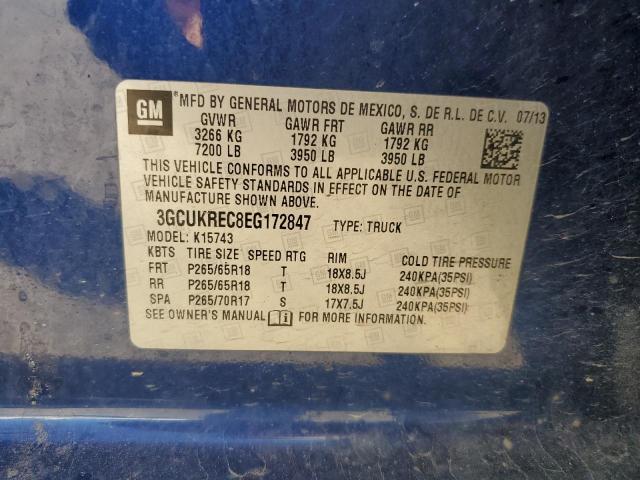 GM ® MFD BY GENERAL MOTORS DE MEXICO, S. DE R.L. DE C.V. 07/13
GVWR GAWR FRT GAWR RR
3266 KG 1792 KG 1792 KG
7200 LB 3950 LB 3950 LB
THIS VEHICLE CONFORMS TO ALL APPLICABLE U.S. FEDERAL MOTOR
VEHICLE SAFETY STANDARDS IN EFFECT ON THE DATE OF
MANUFACTURE SHOWN ABOVE.
3GCUKREC8EG172847 TYPE: TRUCK
MODEL: K15743
KBTS TIRE SIZE SPEED RTG RIM COLD TIRE PRESSURE
FRT P265/65R18 T 18X8.5J 240KPA(35PSI)
RR P265/65R18 T 18X8.5J 240KPA(35PSI)
SPA P265/70R17 S 17X7.5J 240KPA(35PSI)
SEE OWNER'S MANUAL i FOR MORE INFORMATION.